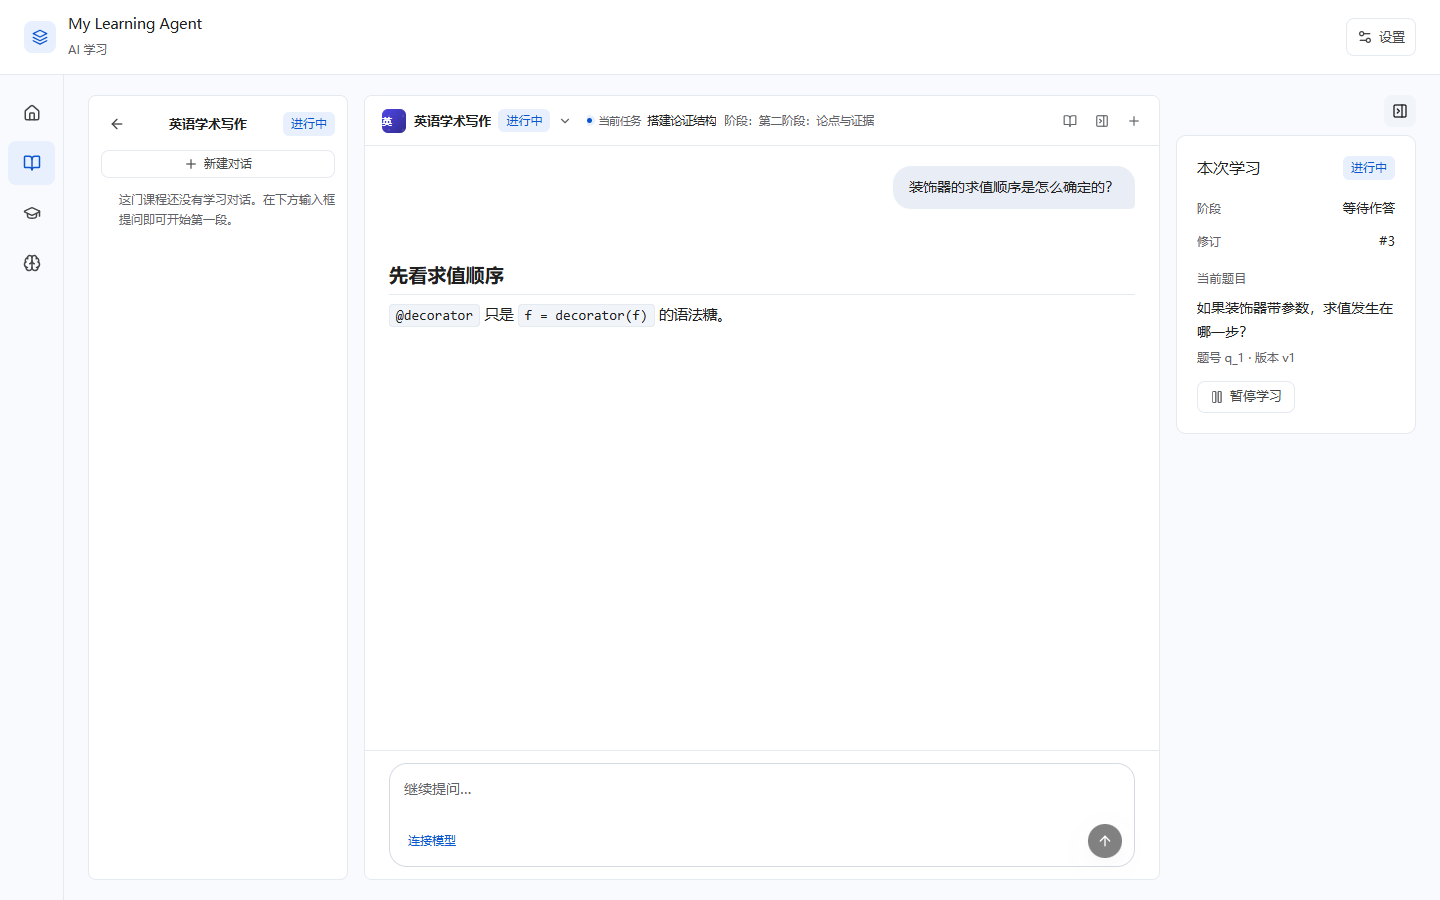 My Learning Agent
AI 学习
设置
英语学术写作
进行中
新建对话
这门课程还没有学习对话。在下方输入框
提问即可开始第一段。
英
英语学术写作
进行中
当前任务 搭建论证结构 阶段：第二阶段：论点与证据
装饰器的求值顺序是怎么确定的？
先看求值顺序
@decorator 只是 f = decorator(f) 的语法糖。
继续提问...
连接模型
本次学习
进行中
阶段
等待作答
修订
#3
当前题目
如果装饰器带参数，求值发生在
哪一步？
题号 q_1 · 版本 v1
暂停学习